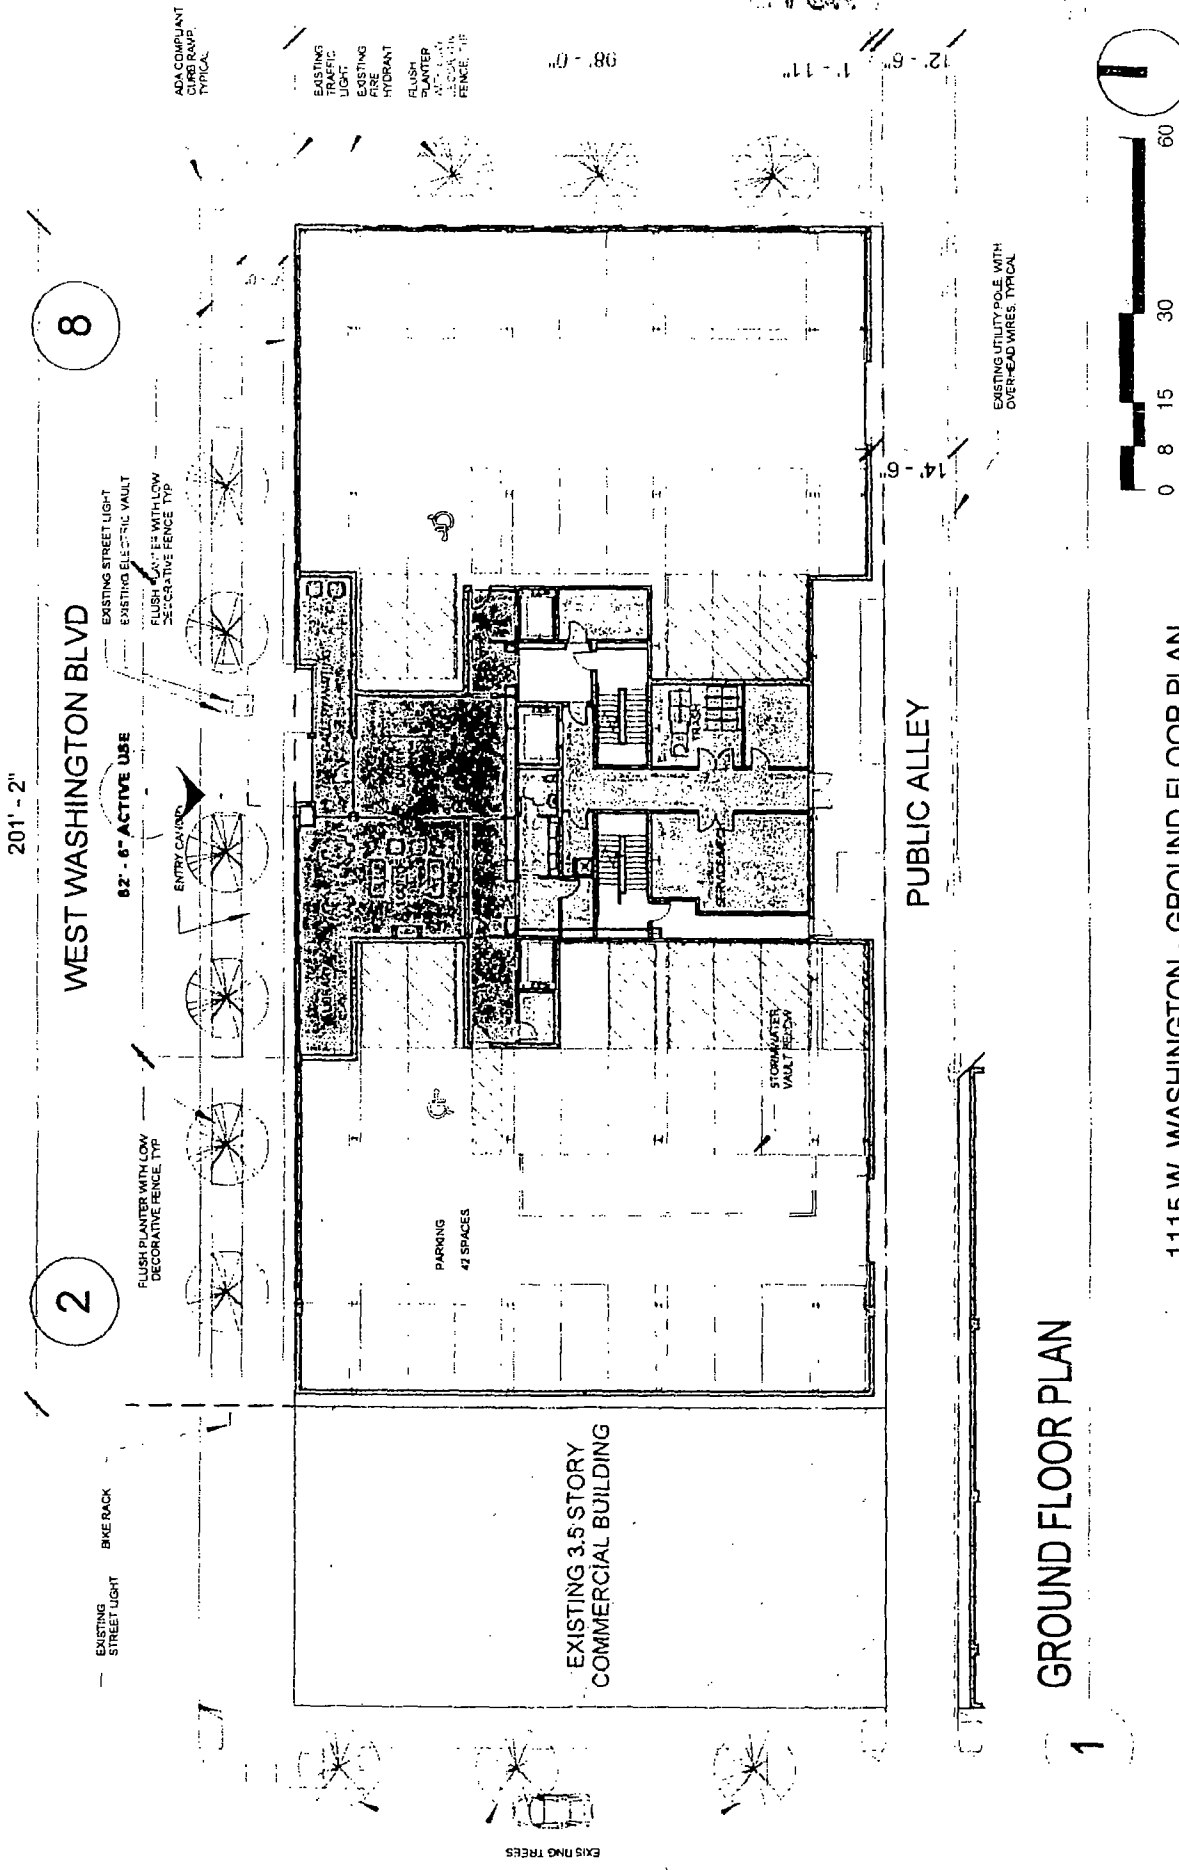 201' - 2"
WEST WASHINGTON BLVD
2
8
82' - 6" ACTIVE USE
EXISTING
STREET LIGHT
BIKE RACK
FLUSH PLANTER WITH LOW
DECORATIVE FENCE, TYP
ENTRY CANOPY
EXISTING STREET LIGHT
EXISTING ELECTRIC VAULT
FLUSH PLANTER WITH LOW
DECORATIVE FENCE TYP
ADA COMPLIANT
CURB RAMP,
TYPICAL
EXISTING
TRAFFIC
LIGHT
EXISTING
FIRE
HYDRANT
FLUSH
PLANTER
FENCE,
98' - 0"
1' - 11"
12' - 6"
PARKING
42 SPACES
STORMWATER
VAULT BELOW
TRASH
EXISTING 3.5 STORY
COMMERCIAL BUILDING
EXISTING TREES
PUBLIC ALLEY
14' - 6"
EXISTING UTILITY POLE WITH
OVERHEAD WIRES, TYPICAL
1
GROUND FLOOR PLAN
0 8 15 30 60
1115 W. WASHINGTON - GROUND FLOOR PLAN